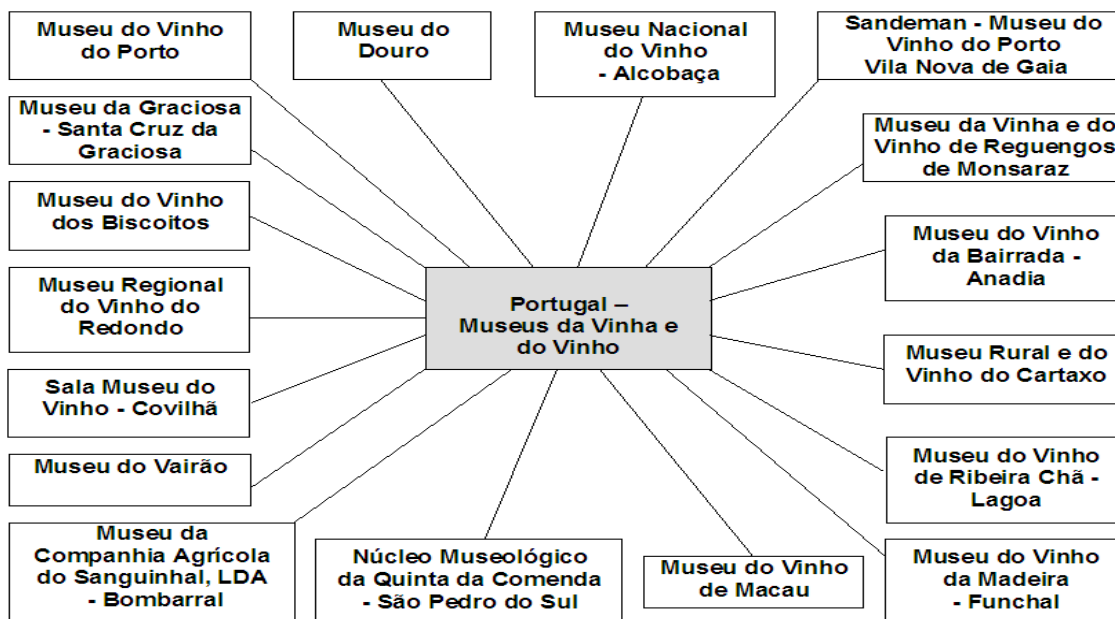 Museu do Vinho
do Porto
Museu do
Douro
Museu Nacional
do Vinho
- Alcobaça
Sandeman - Museu do
Vinho do Porto
Vila Nova de Gaia
Museu da Graciosa
- Santa Cruz da
Graciosa
Museu da Vinha e do
Vinho de Reguengos
de Monsaraz
Museu do Vinho
dos Biscoitos
Museu do Vinho
da Bairrada -
Anadia
Museu Regional
do Vinho do
Redondo
Portugal –
Museus da Vinha e
do Vinho
Museu Rural e do
Vinho do Cartaxo
Sala Museu do
Vinho - Covilhã
Museu do Vairão
Museu do Vinho
de Ribeira Chã -
Lagoa
Museu da
Companhia Agrícola
do Sanguinhal, LDA
- Bombarral
Núcleo Museológico
da Quinta da Comenda
- São Pedro do Sul
Museu do Vinho
de Macau
Museu do Vinho
da Madeira
- Funchal